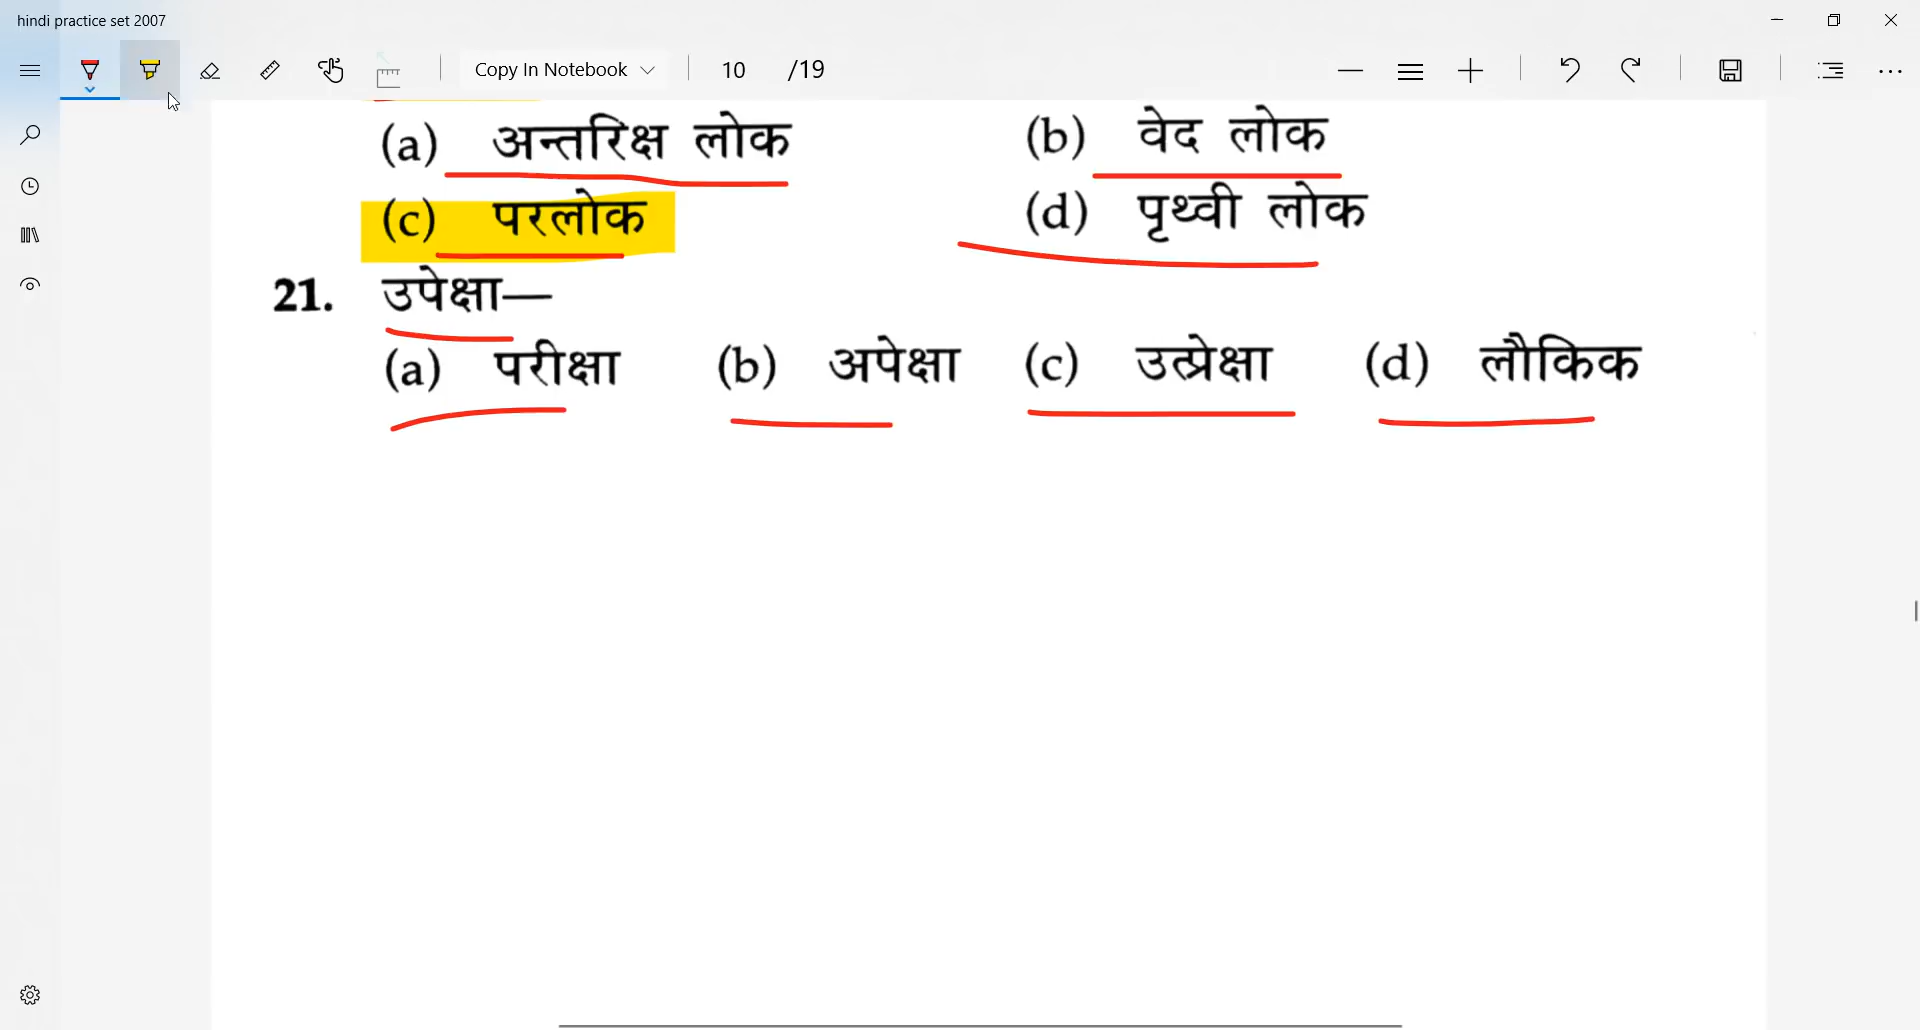 hindi practice set 2007
Copy In Notebook 10 /19
(a) अन्तरिक्ष लोक (b) वेद लोक
(c) परलोक (d) पृथ्वी लोक
21. उपेक्षा—
(a) परीक्षा (b) अपेक्षा (c) उत्प्रेक्षा (d) लौकिक